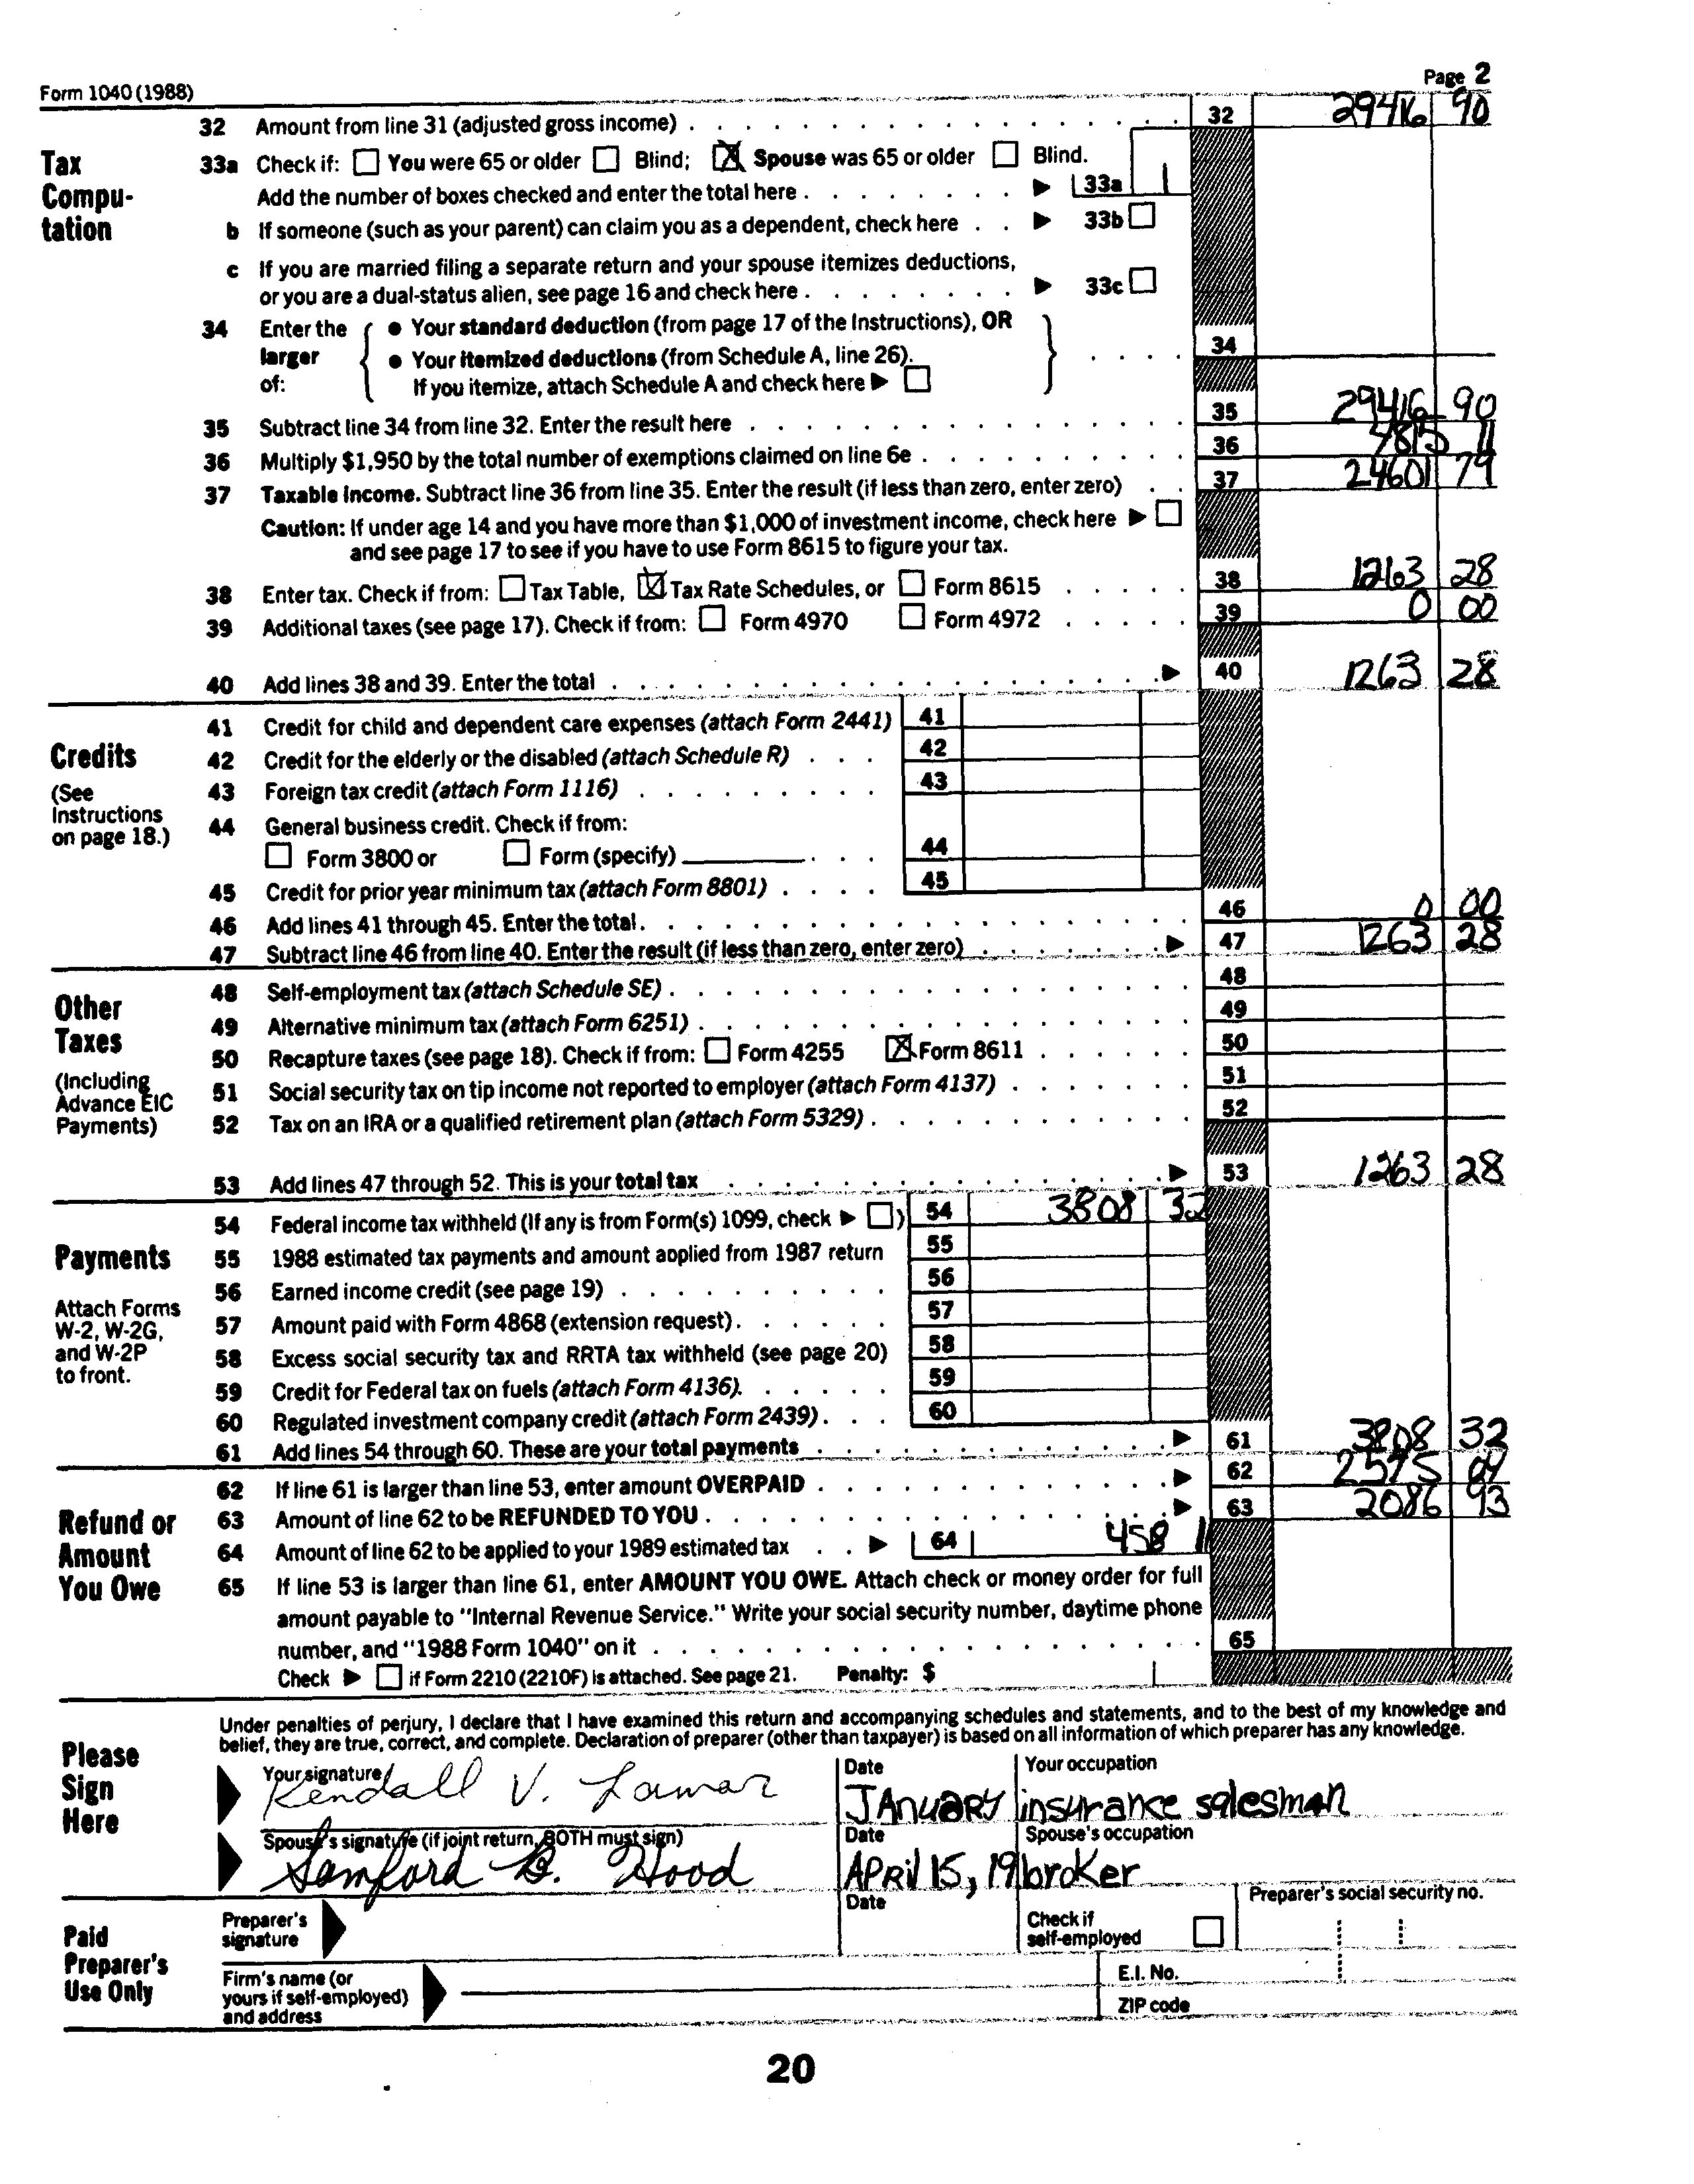 Form 1040 (1988)
Page 2
32 Amount from line 31 (adjusted gross income) . . . . 32 29416 90
Tax Compu-tation
33a Check if: You were 65 or older Blind; X Spouse was 65 or older Blind.
Add the number of boxes checked and enter the total here . . . . 33a 1
b If someone (such as your parent) can claim you as a dependent, check here . . 33b
c If you are married filing a separate return and your spouse itemizes deductions,
or you are a dual-status alien, see page 16 and check here . . . . 33c
34 Enter the { • Your standard deduction (from page 17 of the Instructions), OR }
larger • Your itemized deductions (from Schedule A, line 26). . . . . 34
of: If you itemize, attach Schedule A and check here
35 Subtract line 34 from line 32. Enter the result here . . . . 35 29416 90
36 Multiply $1,950 by the total number of exemptions claimed on line 6e . . . . 36 4815 11
37 Taxable income. Subtract line 36 from line 35. Enter the result (if less than zero, enter zero) . . 37 24601 79
Caution: If under age 14 and you have more than $1,000 of investment income, check here
and see page 17 to see if you have to use Form 8615 to figure your tax.
38 Enter tax. Check if from: Tax Table, X Tax Rate Schedules, or Form 8615 . . . . 38 1263 28
39 Additional taxes (see page 17). Check if from: Form 4970 Form 4972 . . . . 39 0 00
40 Add lines 38 and 39. Enter the total . . . . 40 1263 28
Credits
(See Instructions on page 18.)
41 Credit for child and dependent care expenses (attach Form 2441) 41
42 Credit for the elderly or the disabled (attach Schedule R) . . . 42
43 Foreign tax credit (attach Form 1116) . . . . 43
44 General business credit. Check if from:
Form 3800 or Form (specify) . . . 44
45 Credit for prior year minimum tax (attach Form 8801) . . . . 45
46 Add lines 41 through 45. Enter the total . . . . 46 0 00
47 Subtract line 46 from line 40. Enter the result (if less than zero, enter zero) . . . . 47 1263 28
Other Taxes
(Including Advance EIC Payments)
48 Self-employment tax (attach Schedule SE) . . . . 48
49 Alternative minimum tax (attach Form 6251) . . . . 49
50 Recapture taxes (see page 18). Check if from: Form 4255 X Form 8611 . . . . 50
51 Social security tax on tip income not reported to employer (attach Form 4137) . . . . 51
52 Tax on an IRA or a qualified retirement plan (attach Form 5329) . . . . 52
53 Add lines 47 through 52. This is your total tax . . . . 53 1263 28
Payments
Attach Forms W-2, W-2G, and W-2P to front.
54 Federal income tax withheld (If any is from Form(s) 1099, check ) 54 3808 32
55 1988 estimated tax payments and amount applied from 1987 return 55
56 Earned income credit (see page 19) . . . . 56
57 Amount paid with Form 4868 (extension request) . . . . 57
58 Excess social security tax and RRTA tax withheld (see page 20) 58
59 Credit for Federal tax on fuels (attach Form 4136). . . . . 59
60 Regulated investment company credit (attach Form 2439) . . . 60
61 Add lines 54 through 60. These are your total payments . . . . 61 3808 32
Refund or Amount You Owe
62 If line 61 is larger than line 53, enter amount OVERPAID . . . . 62 2545 04
63 Amount of line 62 to be REFUNDED TO YOU . . . . 63 2086 93
64 Amount of line 62 to be applied to your 1989 estimated tax . . 64 458 11
65 If line 53 is larger than line 61, enter AMOUNT YOU OWE. Attach check or money order for full
amount payable to "Internal Revenue Service." Write your social security number, daytime phone
number, and "1988 Form 1040" on it . . . . 65
Check if Form 2210 (2210F) is attached. See page 21. Penalty: $
Please Sign Here
Under penalties of perjury, I declare that I have examined this return and accompanying schedules and statements, and to the best of my knowledge and
belief, they are true, correct, and complete. Declaration of preparer (other than taxpayer) is based on all information of which preparer has any knowledge.
Your signature Kendall V. Lamar
Date JANUARY
Your occupation insurance salesman
Spouse's signature (if joint return, BOTH must sign) Samford B. Hood
Date APRil 15, 19
Spouse's occupation broker
Paid Preparer's Use Only
Preparer's signature
Date
Check if self-employed
Preparer's social security no.
Firm's name (or yours if self-employed) and address
E.I. No.
ZIP code
20